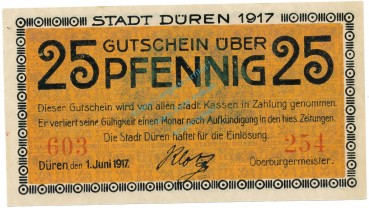 STADT DÜREN 1917
25 GUTSCHEIN ÜBER PFENNIG 25
Dieser Gutschein wird von allen städt Kassen in Zahlung genommen.
Er verliert seine Gültigkeit einen Monat nach Aufkündigung in den hies. Zeitungen.
Die Stadt Düren haftet für die Einlösung.
603 254
Düren den 1. Juni 1917. Oberbürgermeister.